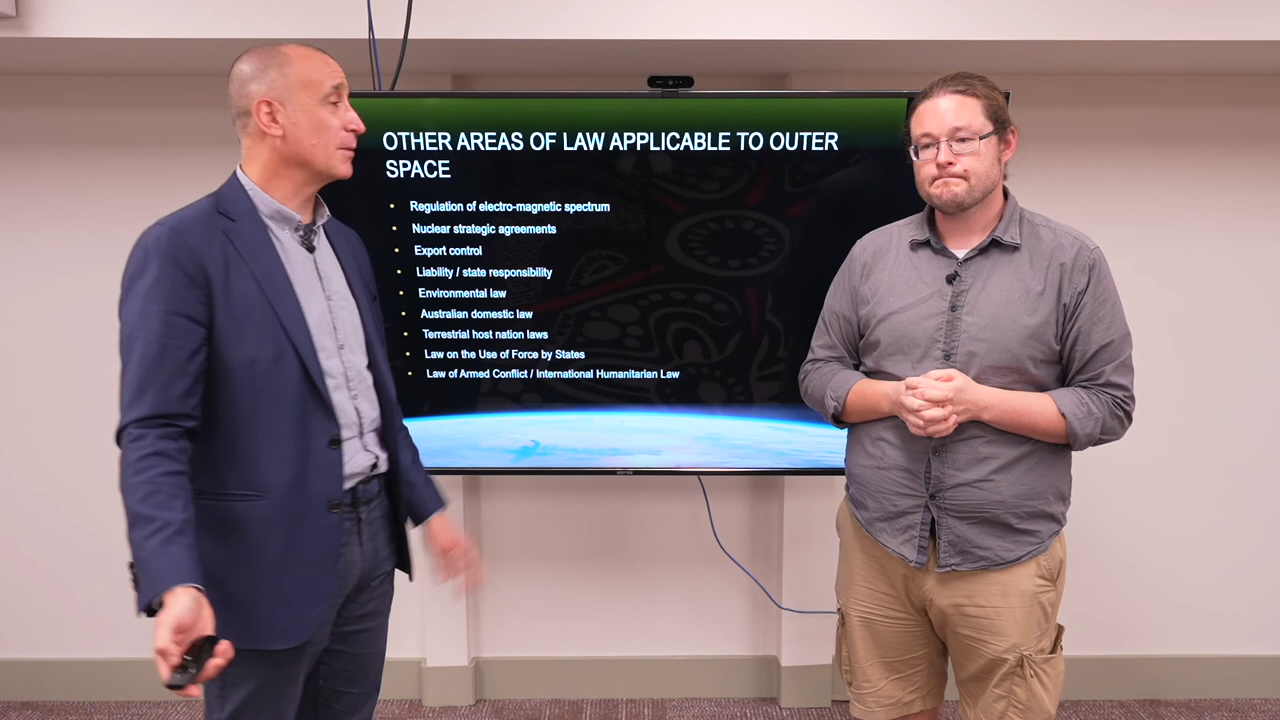 OTHER AREAS OF LAW APPLICABLE TO OUTER
SPACE
Regulation of electro-magnetic spectrum
Nuclear strategic agreements
Export control
Liability / state responsibility
Environmental law
Australian domestic law
Terrestrial host nation laws
Law on the Use of Force by States
Law of Armed Conflict / International Humanitarian Law